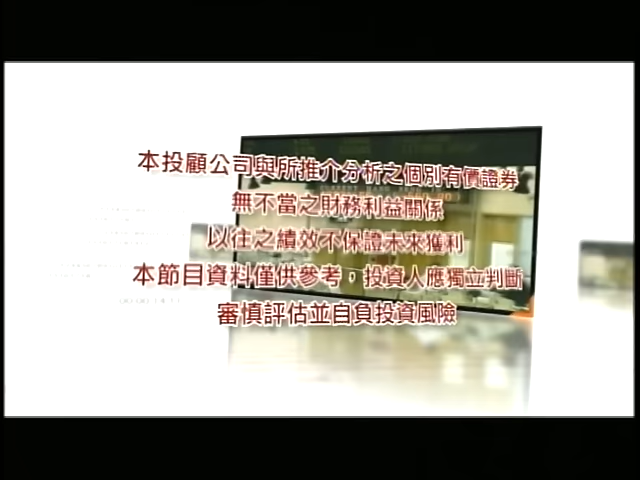 本投顧公司與所推介分析之個別有價證券
無不當之財務利益關係
以往之績效不保證未來獲利
本節目資料僅供參考，投資人應獨立判斷
審慎評估並自負投資風險